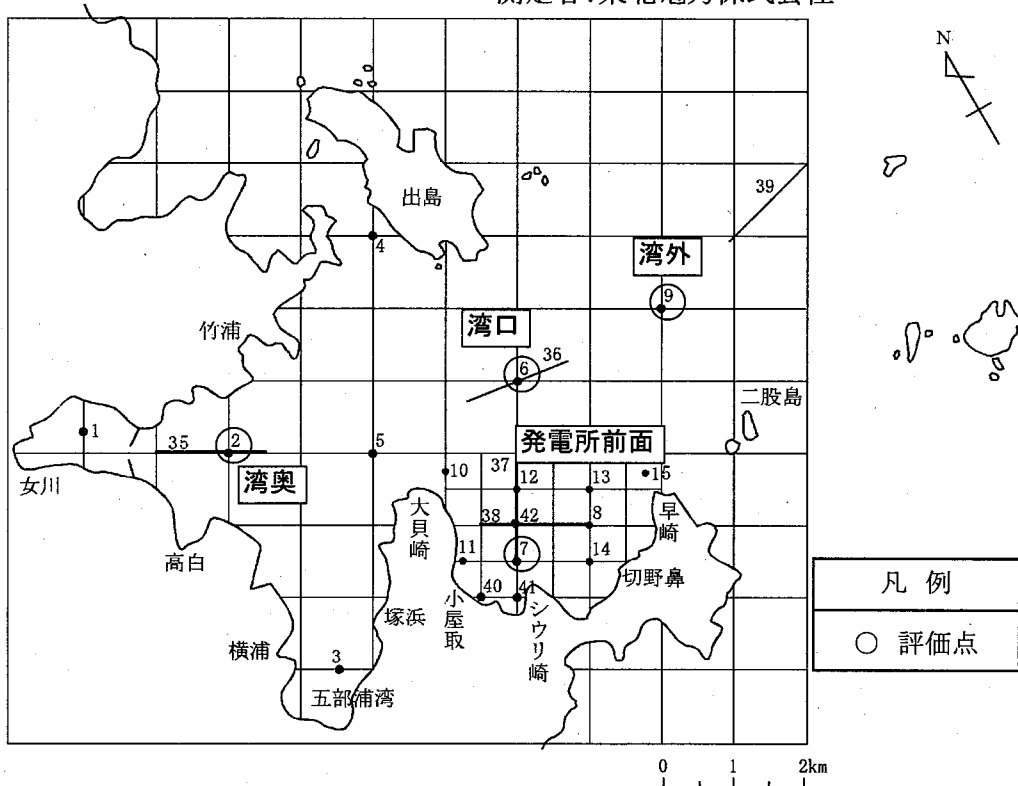 測定者:東北電力株式会社
N
出島
39
4
湾外
9
竹浦
湾口
6
36
二股島
1
35
2
5
発電所前面
女川
湾奥
10
37
12
13
15
大貝崎
38
42
8
早崎
高白
11
7
14
切野鼻
凡 例
40
41
小屋取
シウリ崎
塚浜
○ 評価点
横浦
3
五部浦湾
0
1
2km